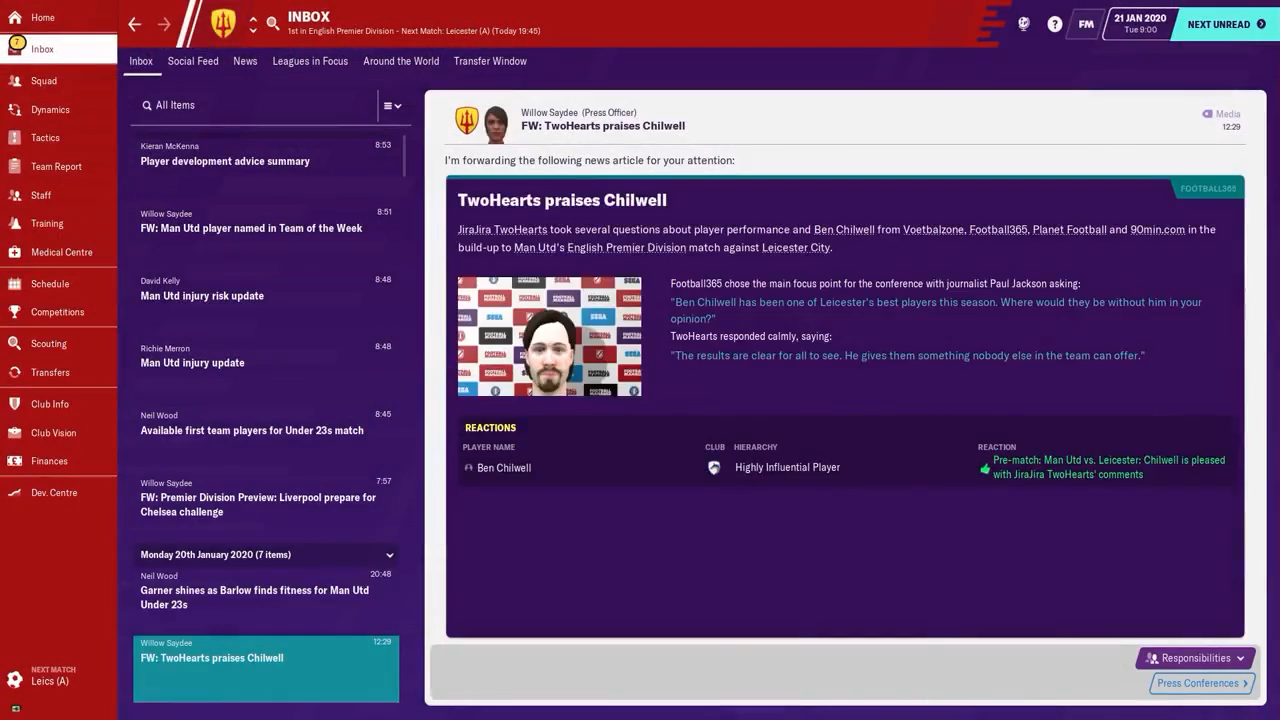 Home
7
Inbox
Squad
Dynamics
Tactics
Team Report
Staff
Training
Medical Centre
Schedule
Competitions
Scouting
Transfers
Club Info
Club Vision
Finances
Dev. Centre
NEXT MATCH
Leics (A)
INBOX
1st in English Premier Division - Next Match: Leicester (A) (Today 19:45)
?
FM
21 JAN 2020
Tue 9:00
NEXT UNREAD
Inbox Social Feed News Leagues in Focus Around the World Transfer Window
All Items
Kieran McKenna 8:53
Player development advice summary
Willow Saydee 8:51
FW: Man Utd player named in Team of the Week
David Kelly 8:48
Man Utd injury risk update
Richie Merron 8:48
Man Utd injury update
Neil Wood 8:45
Available first team players for Under 23s match
Willow Saydee 7:57
FW: Premier Division Preview: Liverpool prepare for
Chelsea challenge
Monday 20th January 2020 (7 items)
Neil Wood 20:48
Garner shines as Barlow finds fitness for Man Utd
Under 23s
Willow Saydee 12:29
FW: TwoHearts praises Chilwell
Willow Saydee (Press Officer)
FW: TwoHearts praises Chilwell
Media
12:29
I'm forwarding the following news article for your attention:
FOOTBALL365
TwoHearts praises Chilwell
JiraJira TwoHearts took several questions about player performance and Ben Chilwell from Voetbalzone, Football365, Planet Football and 90min.com in the
build-up to Man Utd's English Premier Division match against Leicester City.
Football365 chose the main focus point for the conference with journalist Paul Jackson asking:
"Ben Chilwell has been one of Leicester's best players this season. Where would they be without him in your
opinion?"
TwoHearts responded calmly, saying:
"The results are clear for all to see. He gives them something nobody else in the team can offer."
REACTIONS
PLAYER NAME CLUB HIERARCHY REACTION
Ben Chilwell Highly Influential Player Pre-match: Man Utd vs. Leicester: Chilwell is pleased
with JiraJira TwoHearts' comments
Responsibilities
Press Conferences